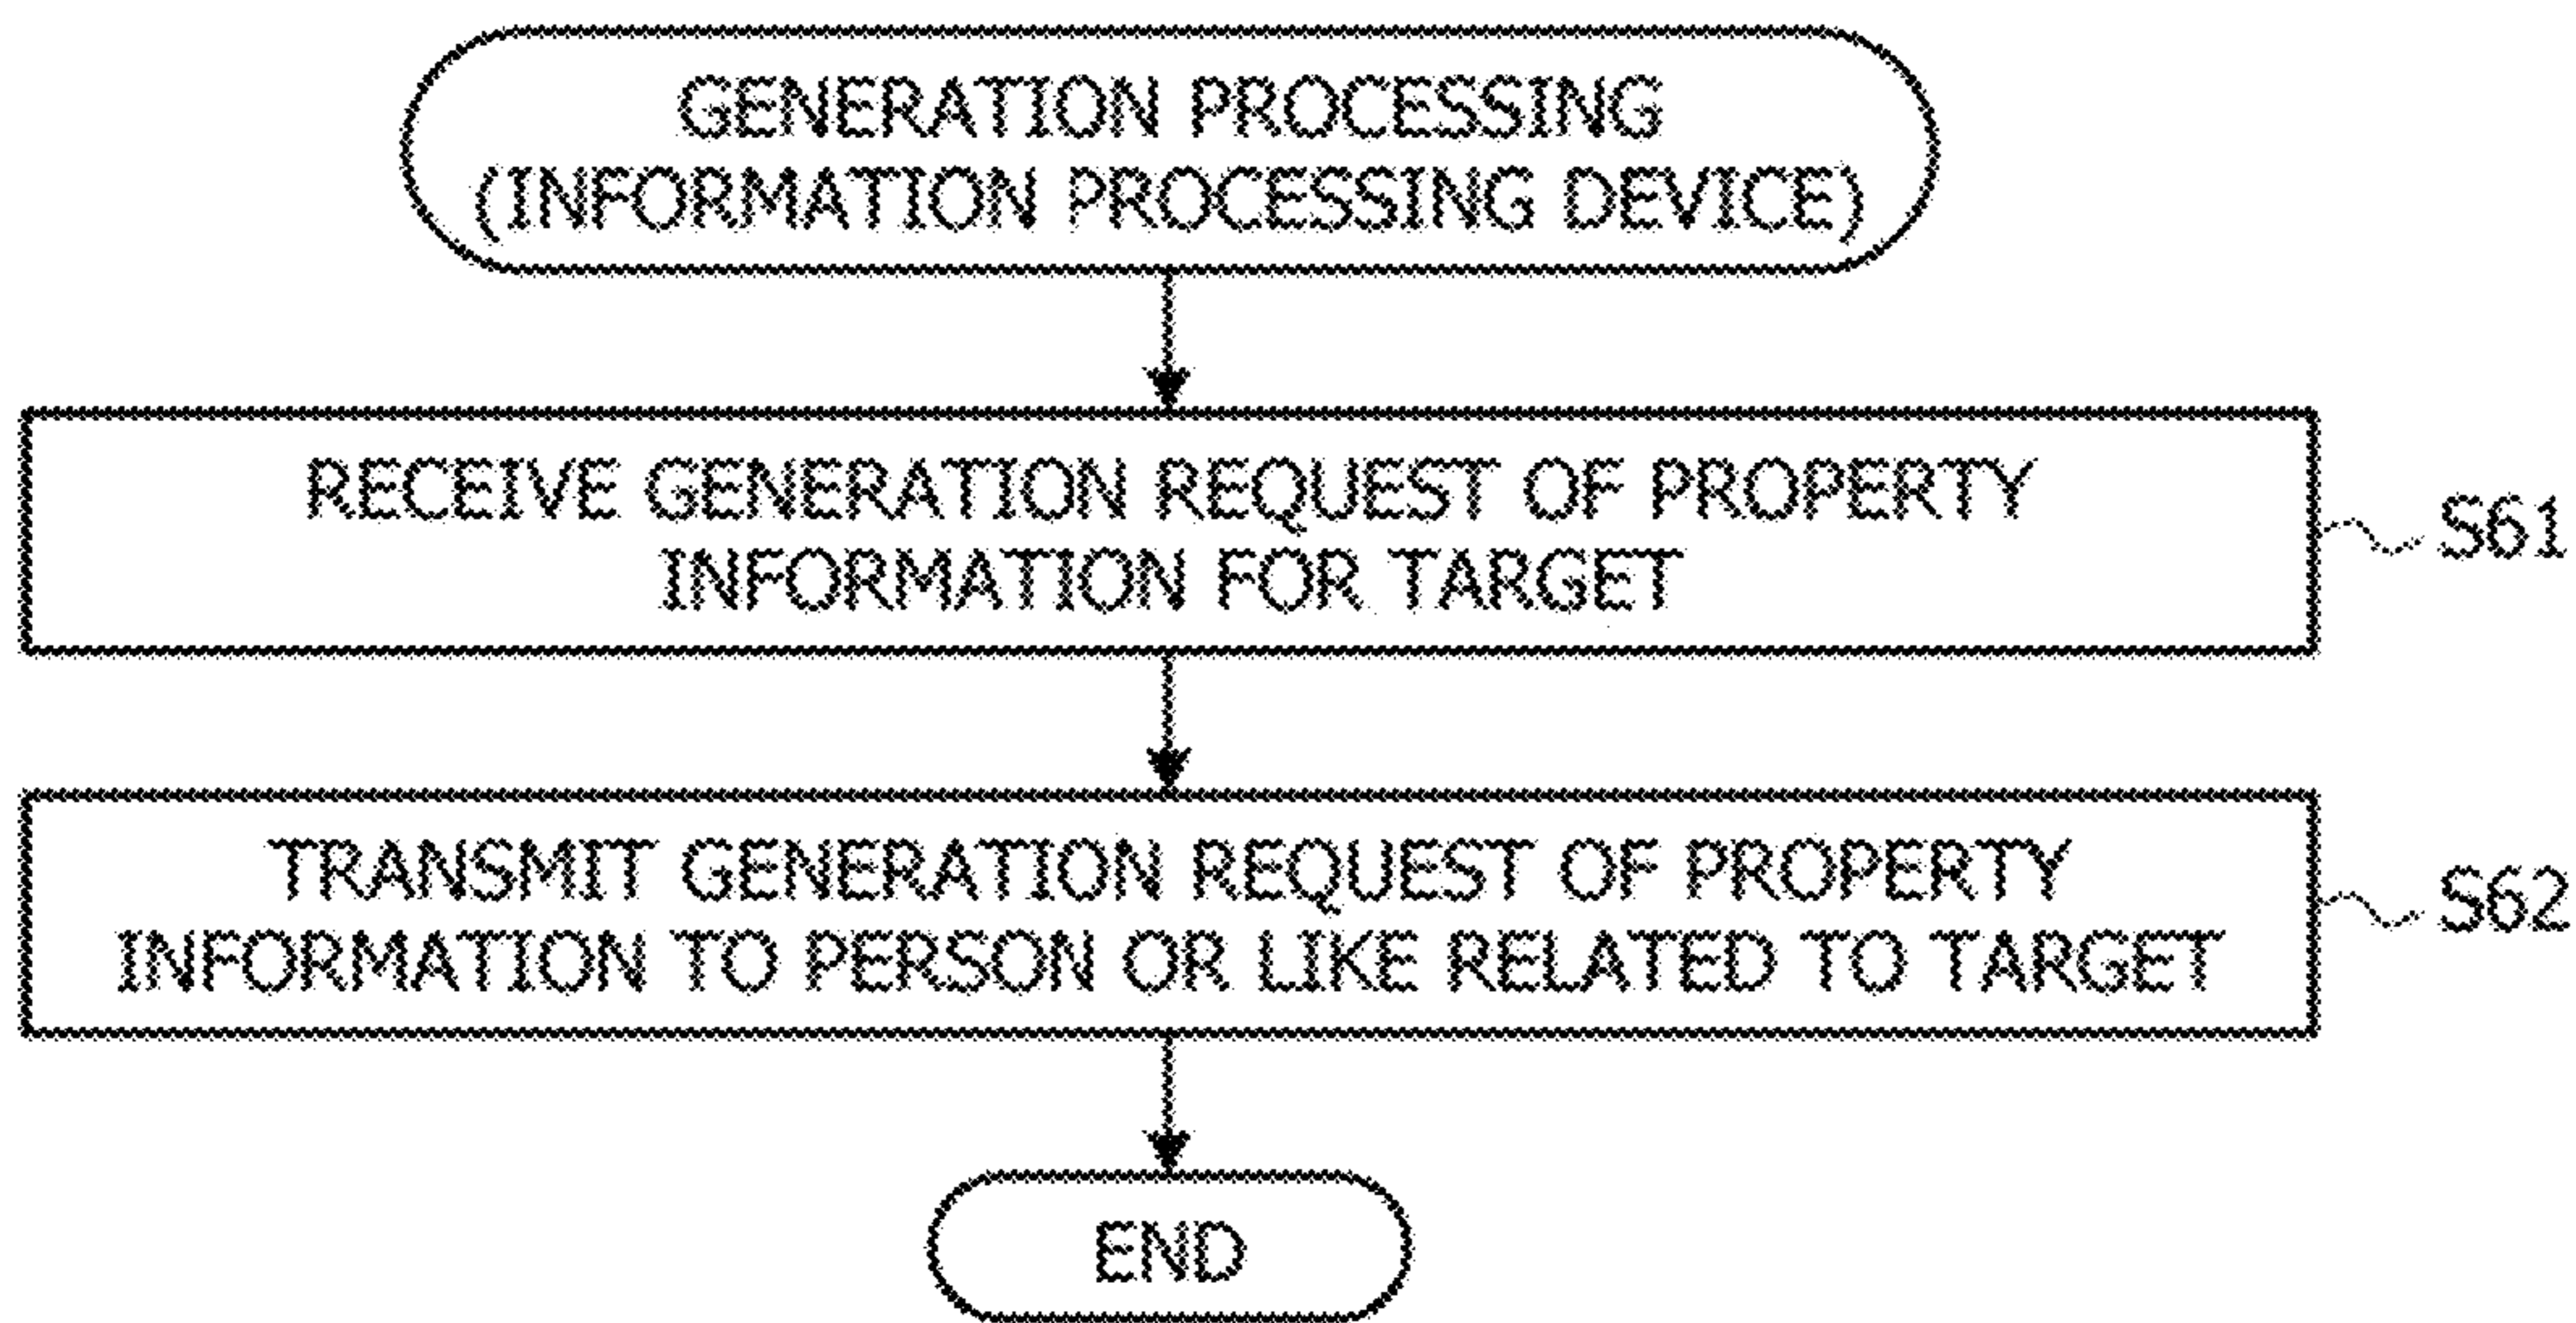 GENERATION PROCESSING
(INFORMATION PROCESSING DEVICE)
RECEIVE GENERATION REQUEST OF PROPERTY
INFORMATION FOR TARGET
S61
TRANSMIT GENERATION REQUEST OF PROPERTY
INFORMATION TO PERSON OR LIKE RELATED TO TARGET
S62
END